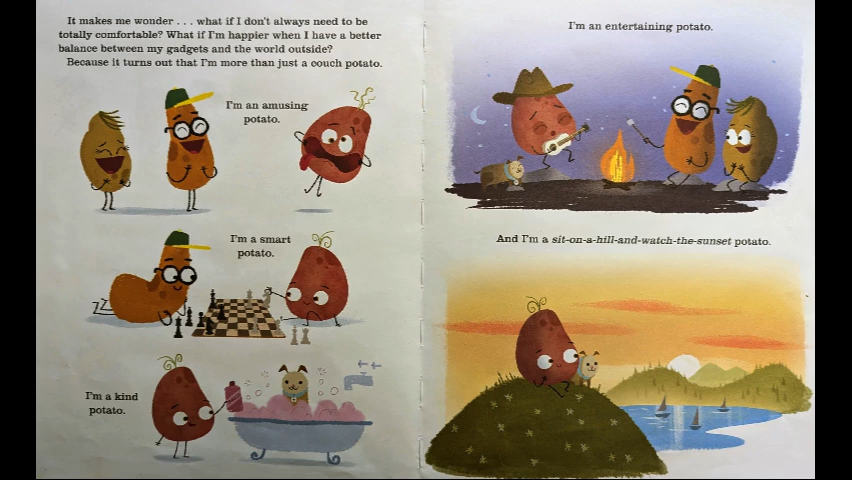 It makes me wonder . . . what if I don't always need to be
totally comfortable? What if I'm happier when I have a better
balance between my gadgets and the world outside?
Because it turns out that I'm more than just a couch potato.
I'm an amusing
potato.
I'm a smart
potato.
I'm a kind
potato.
I'm an entertaining potato.
And I'm a sit-on-a-hill-and-watch-the-sunset potato.